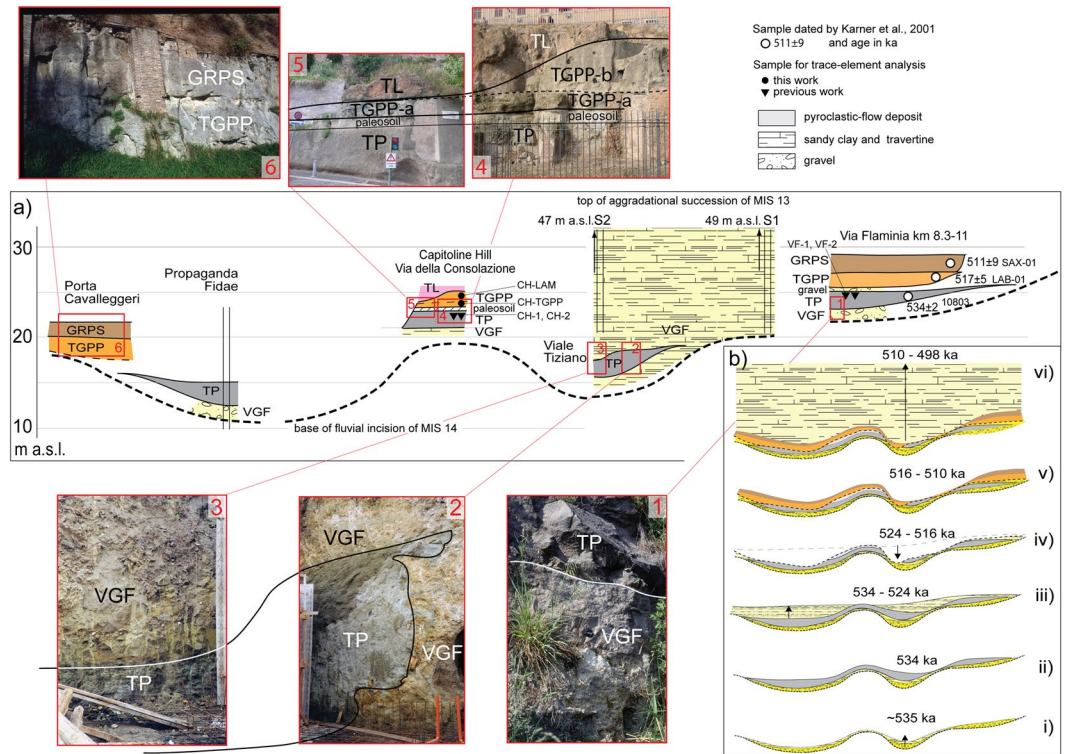 GRPS
TGPP
6
5
TL
TGPP-a
paleosoil
TP
TL
TGPP-b
TGPP-a
paleosoil
TP
4
Sample dated by Karner et al., 2001
511±9 and age in ka
Sample for trace-element analysis
this work
previous work
pyroclastic-flow deposit
sandy clay and travertine
gravel
a)
top of aggradational succession of MIS 13
47 m a.s.l. S2
49 m a.s.l. S1
30
20
10
m a.s.l.
Porta
Cavalleggeri
GRPS
TGPP
6
Propaganda
Fidae
TP
VGF
base of fluvial incision of MIS 14
Capitoline Hill
Via della Consolazione
TL
5
4
CH-LAM
TGPP
CH-TGPP
paleosoil
CH-1, CH-2
TP
VGF
Viale
Tiziano
3
2
TP
VGF
Via Flaminia km 8.3-11
VF-1, VF-2
GRPS
511±9 SAX-01
TGPP
517±5 LAB-01
gravel
TP
10803
534±2
1
VGF
b)
510 - 498 ka
vi)
516 - 510 ka
v)
524 - 516 ka
iv)
534 - 524 ka
iii)
534 ka
ii)
~535 ka
i)
3
VGF
TP
2
VGF
TP
VGF
1
TP
VGF